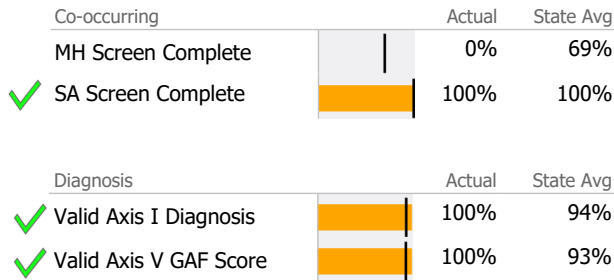 Co-occurring Actual State Avg
MH Screen Complete 0% 69%
SA Screen Complete 100% 100%
Diagnosis Actual State Avg
Valid Axis I Diagnosis 100% 94%
Valid Axis V GAF Score 100% 93%